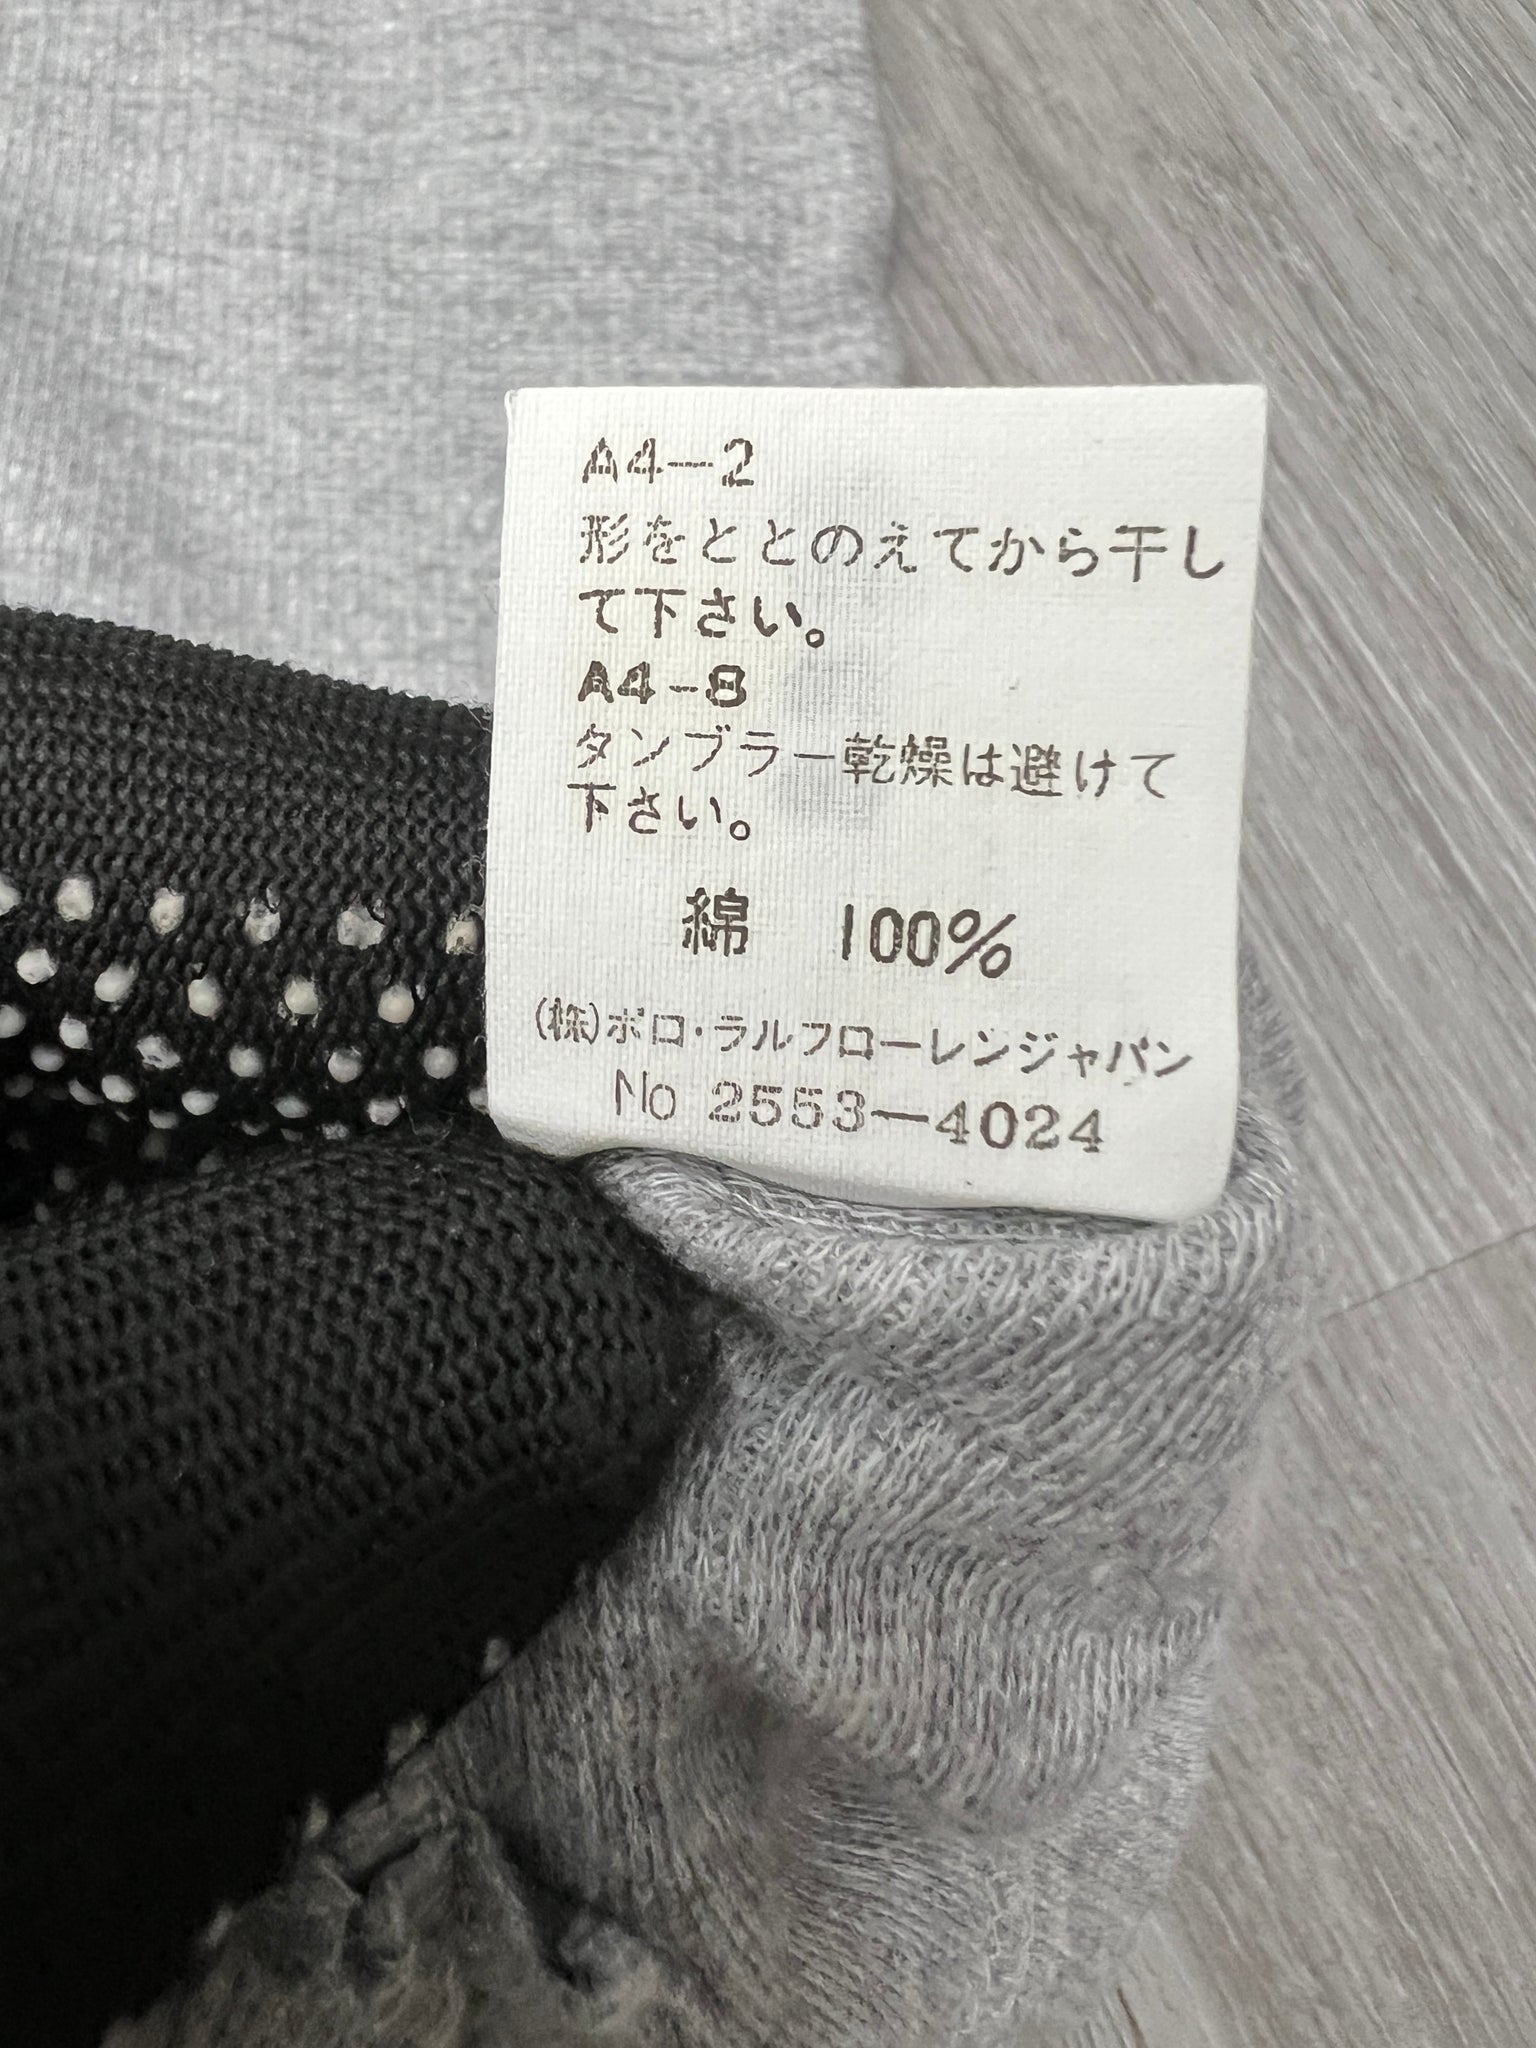 A4-2
形をととのえてから干し
て下さい。
A4-8
タンブラー乾燥は避けて
下さい。
綿 100%
(株)ポロ・ラルフローレンジャパン
No 2553-4024